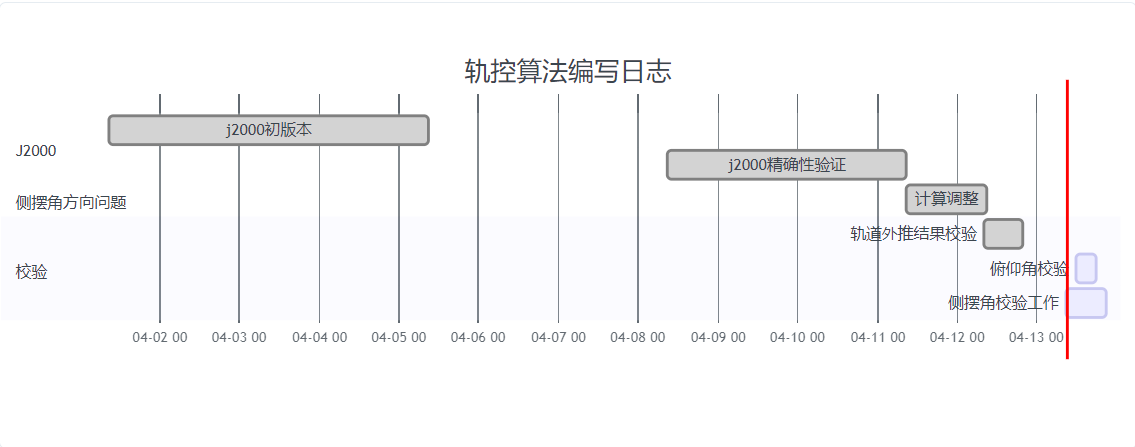 轨控算法编写日志
j2000初版本
J2000
j2000精确性验证
侧摆角方向问题
计算调整
轨道外推结果校验
校验
俯仰角校验
侧摆角校验工作
04-02 00
04-03 00
04-04 00
04-05 00
04-06 00
04-07 00
04-08 00
04-09 00
04-10 00
04-11 00
04-12 00
04-13 00